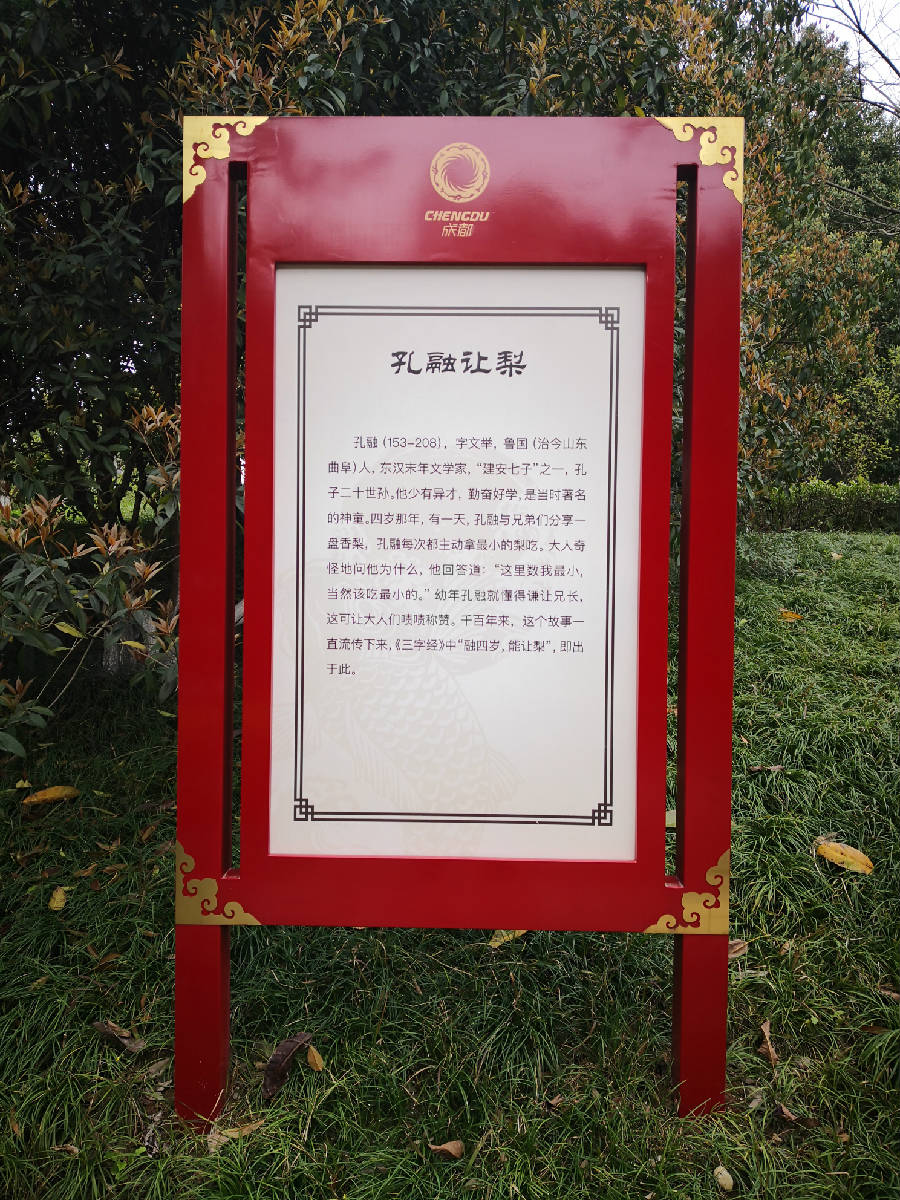 CHENGDU
成都
孔融让梨
孔融（153-208），字文举，鲁国（治今山东
曲阜）人，东汉末年文学家，“建安七子”之一，孔
子二十世孙。他少有异才，勤奋好学，是当时著名
的神童。四岁那年，有一天，孔融与兄弟们分享一
盘香梨，孔融每次都主动拿最小的梨吃。大人奇
怪地问他为什么，他回答道：“这里数我最小，
当然该吃最小的。”幼年孔融就懂得谦让兄长，
这可让大人们啧啧称赞。千百年来，这个故事一
直流传下来，《三字经》中“融四岁，能让梨”，即出
于此。